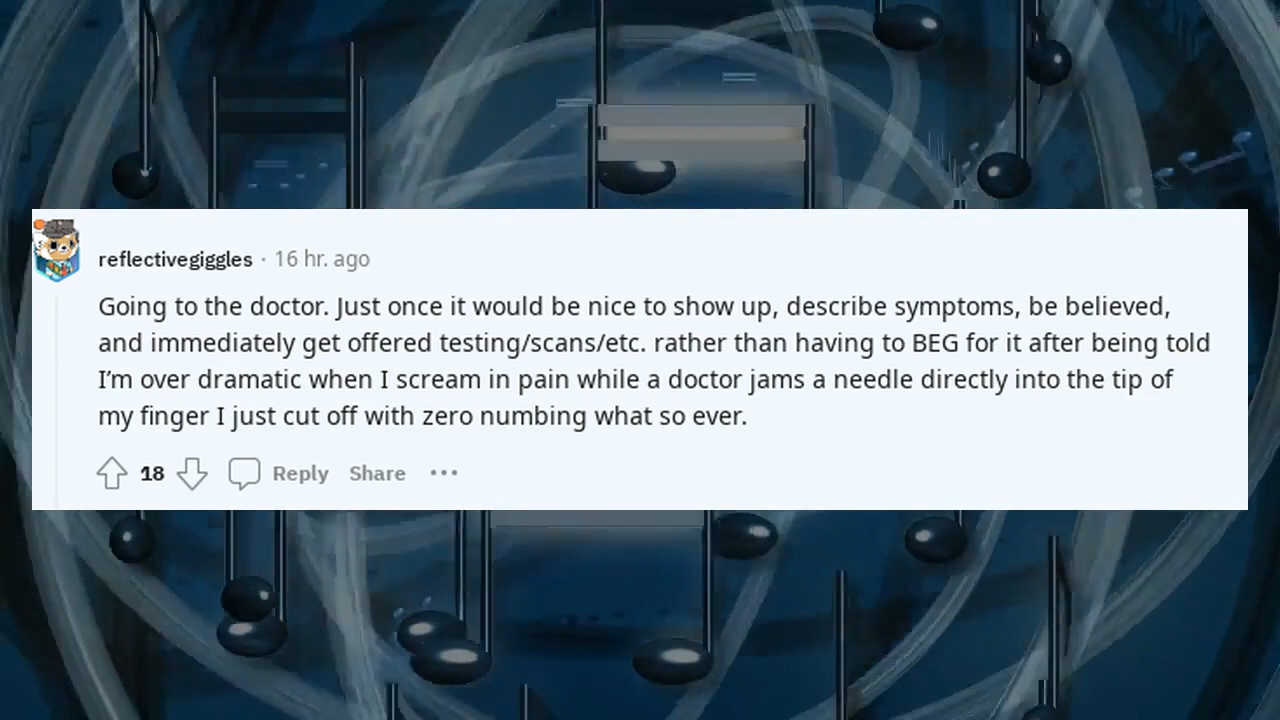 reflectivegiggles · 16 hr. ago
Going to the doctor. Just once it would be nice to show up, describe symptoms, be believed,
and immediately get offered testing/scans/etc. rather than having to BEG for it after being told
I’m over dramatic when I scream in pain while a doctor jams a needle directly into the tip of
my finger I just cut off with zero numbing what so ever.
18 Reply Share ···